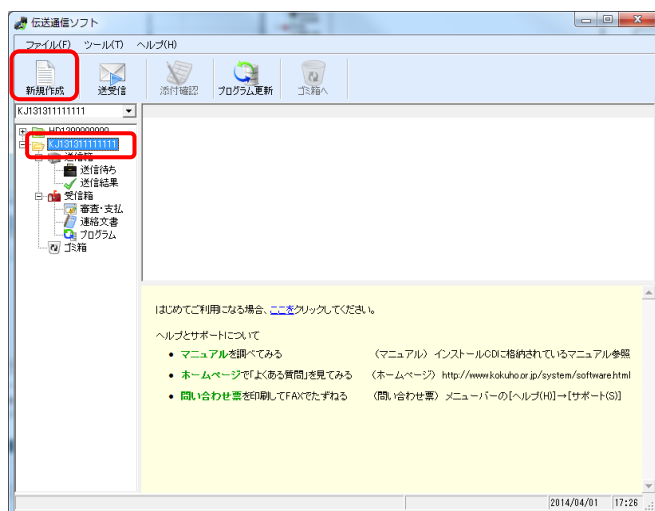 伝送通信ソフト
ファイル(F) ツール(T) ヘルプ(H)
新規作成 送受信 添付確認 プログラム更新 ゴミ箱へ
KJ131311111111
HD1399999999
KJ131311111111
送信箱
送信待ち
送信結果
受信箱
審査・支払
連絡文書
プログラム
ゴミ箱
はじめてご利用になる場合、ここをクリックしてください。
ヘルプとサポートについて
• マニュアルを調べてみる 〈マニュアル〉 インストールCDに格納されているマニュアル参照
• ホームページで「よくある質問」を見てみる 〈ホームページ〉 http://www.kokuho.or.jp/system/software.html
• 問い合わせ票を印刷してFAXでたずねる 〈問い合わせ票〉 メニューバーの[ヘルプ(H)]→[サポート(S)]
2014/04/01 17:26